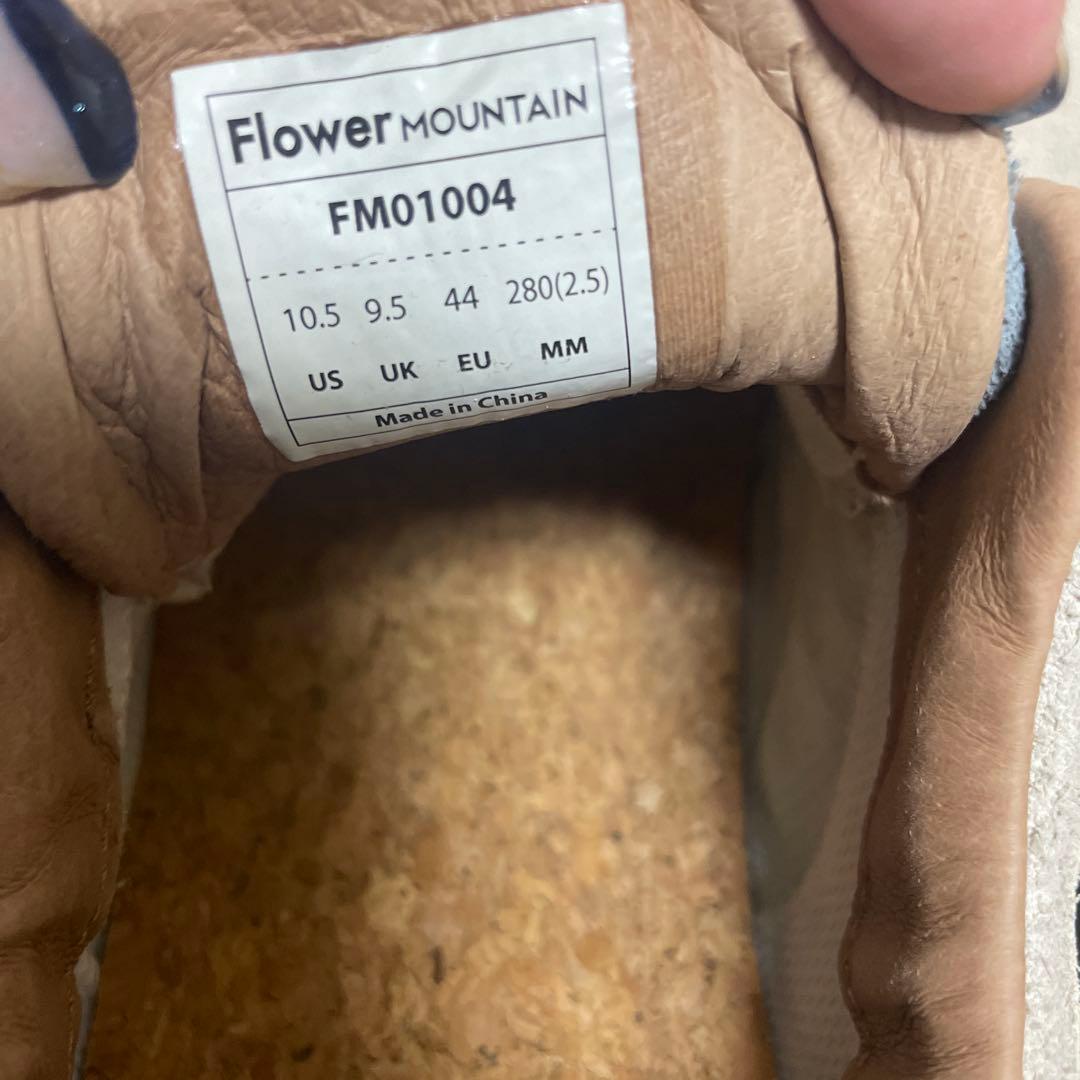 Flower MOUNTAIN
FM01004
10.5 9.5 44 280(2.5)
US UK EU MM
Made in China